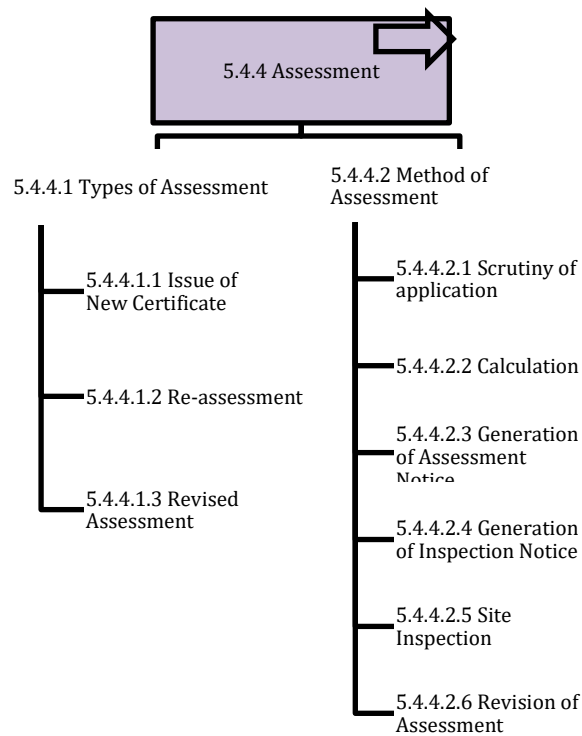 5.4.4 Assessment
5.4.4.1 Types of Assessment
5.4.4.1.1 Issue of
New Certificate
5.4.4.1.2 Re-assessment
5.4.4.1.3 Revised
Assessment
5.4.4.2 Method of
Assessment
5.4.4.2.1 Scrutiny of
application
5.4.4.2.2 Calculation
5.4.4.2.3 Generation
of Assessment
Notice
5.4.4.2.4 Generation
of Inspection Notice
5.4.4.2.5 Site
Inspection
5.4.4.2.6 Revision of
Assessment